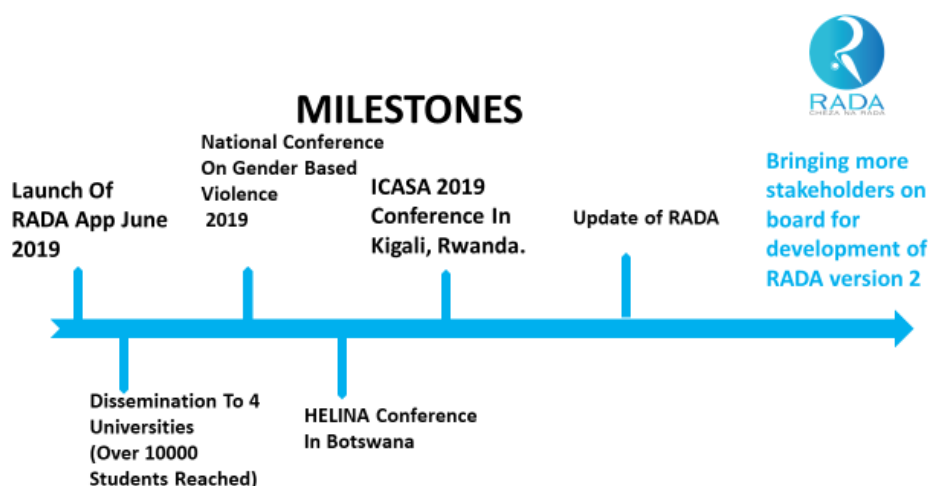 RADA
CHEZA NA RADA
MILESTONES
Launch Of
RADA App June
2019
Dissemination To 4
Universities
(Over 10000
Students Reached)
National Conference
On Gender Based
Violence
2019
HELINA Conference
In Botswana
ICASA 2019
Conference In
Kigali, Rwanda.
Update of RADA
Bringing more
stakeholders on
board for
development of
RADA version 2